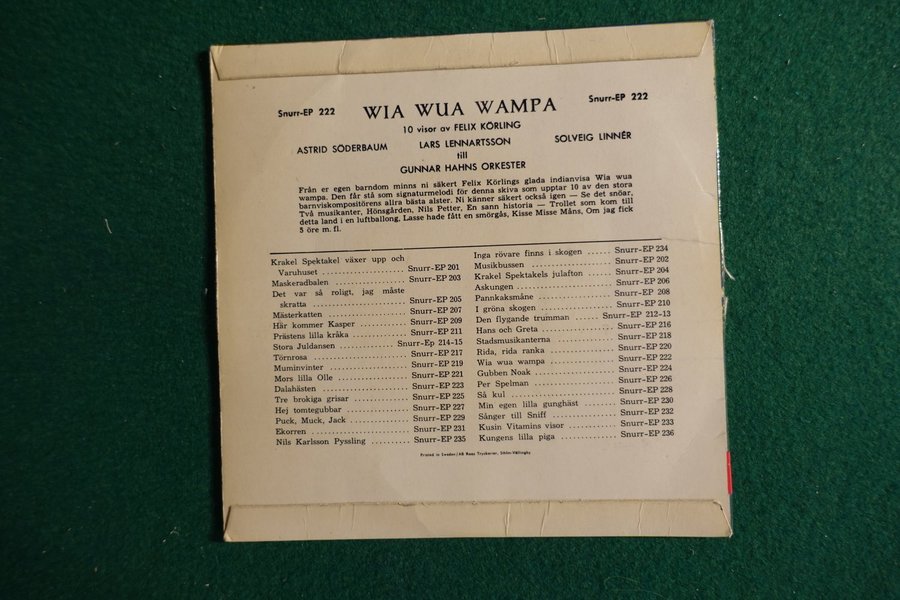 Snurr-EP 222 WIA WUA WAMPA Snurr-EP 222
10 visor av FELIX KÖRLING
ASTRID SÖDERBAUM LARS LENNARTSSON SOLVEIG LINNÉR
till
GUNNAR HAHNS ORKESTER
Från er egen barndom minns ni säkert Felix Körlings glada indianvisa Wia wua
wampa. Den får stå som signaturmelodi för denna skiva som upptar 10 av den stora
barnviskompositörens allra bästa alster. Ni känner säkert också igen — Se det snöar,
Två musikanter, Hönsgården, Nils Petter, En sann historia — Trollet som kom till
detta land i en luftballong, Lasse hade fått en smörgås, Kisse Misse Måns, Om jag fick
5 öre m. fl.
Krakel Spektakel växer upp och
Varuhuset .................... Snurr-EP 201
Maskeradbalen .................... Snurr-EP 203
Det var så roligt, jag måste
skratta .................... Snurr-EP 205
Mästerkatten .................... Snurr-EP 207
Här kommer Kasper ............ Snurr-EP 209
Prästens lilla kråka ............ Snurr-EP 211
Stora Juldansen ............ Snurr-Ep 214-15
Törnrosa .................... Snurr-EP 217
Muminvinter .................... Snurr-EP 219
Mors lilla Olle ................ Snurr-EP 221
Dalahästen .................... Snurr-EP 223
Tre brokiga grisar ............ Snurr-EP 225
Hej tomtegubbar ................ Snurr-EP 227
Puck, Muck, Jack ................ Snurr-EP 229
Ekorren .................... Snurr-EP 231
Nils Karlsson Pyssling .......... Snurr-EP 235
Inga rövare finns i skogen ...... Snurr-EP 234
Musikbussen .................... Snurr-EP 202
Krakel Spektakels julafton ...... Snurr-EP 204
Askungen .................... Snurr-EP 206
Pannkaksmåne ................ Snurr-EP 208
I gröna skogen ................ Snurr-EP 210
Den flygande trumman ...... Snurr-EP 212-13
Hans och Greta ................ Snurr-EP 216
Stadsmusikanterna ............ Snurr-EP 218
Rida, rida ranka ................ Snurr-EP 220
Wia wua wampa ................ Snurr-EP 222
Gubben Noak .................... Snurr-EP 224
Per Spelman .................... Snurr-EP 226
Så kul .................... Snurr-EP 228
Min egen lilla gunghäst ........ Snurr-EP 230
Sånger till Sniff ................ Snurr-EP 232
Kusin Vitamins visor ............ Snurr-EP 233
Kungens lilla piga ............ Snurr-EP 236
Printed in Sweden/AB Roos Tryckerier, Sthlm-Vällingby